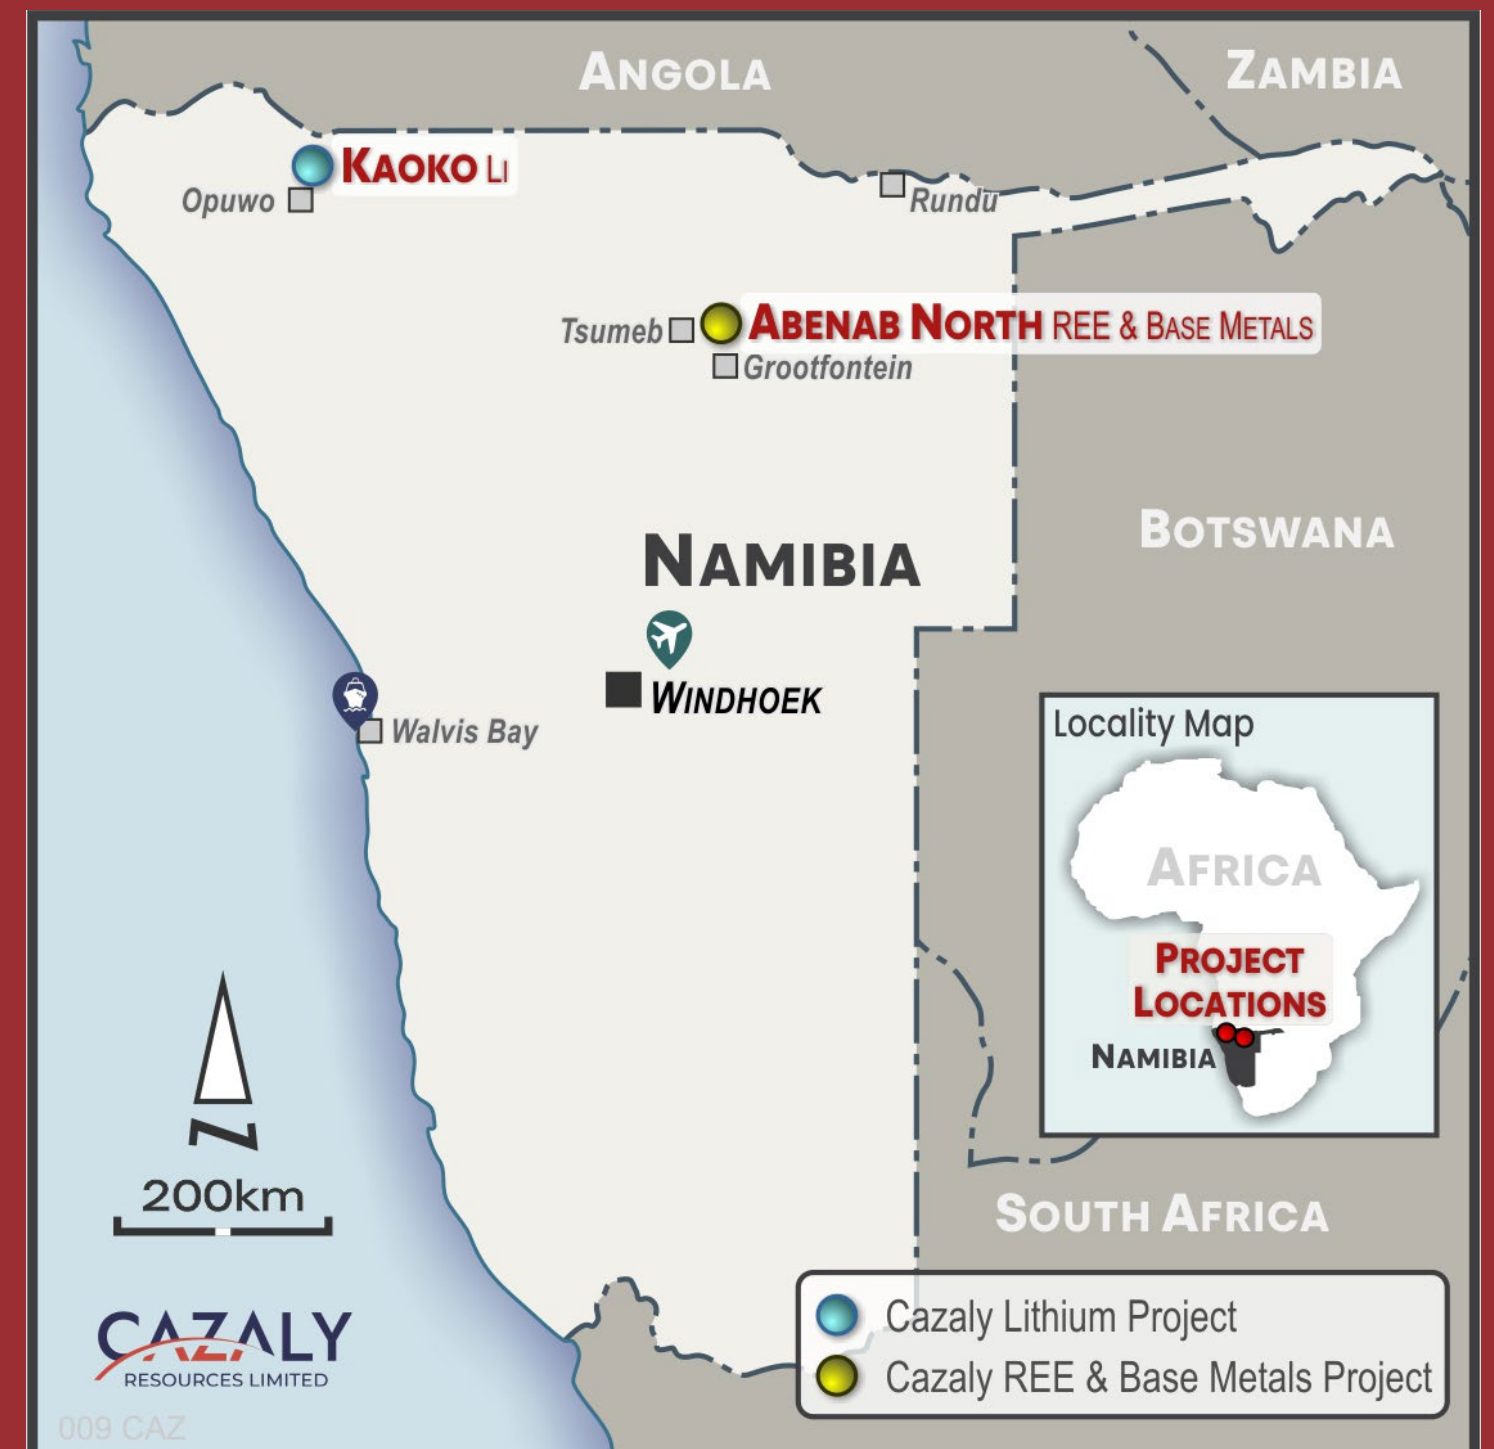 ANGOLA
ZAMBIA
KAOKO LI
Opuwo
Rundu
Tsumeb
ABENAB NORTH REE & BASE METALS
Grootfontein
BOTSWANA
NAMIBIA
WINDHOEK
Walvis Bay
Locality Map
AFRICA
PROJECT
LOCATIONS
NAMIBIA
N
200km
SOUTH AFRICA
Cazaly Lithium Project
Cazaly REE & Base Metals Project
CAZALY
RESOURCES LIMITED
009 CAZ